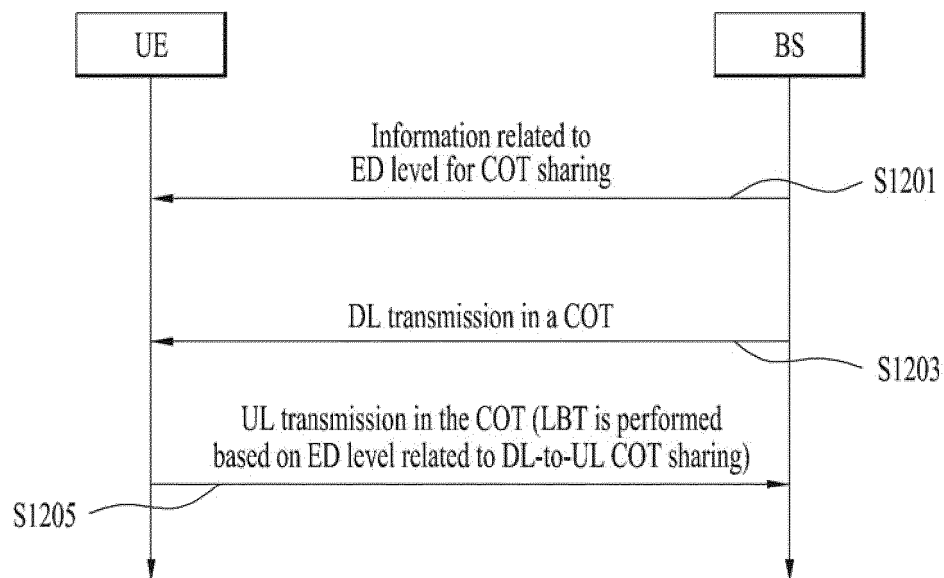 UE
BS
Information related to
ED level for COT sharing
S1201
DL transmission in a COT
S1203
UL transmission in the COT (LBT is performed
based on ED level related to DL-to-UL COT sharing)
S1205